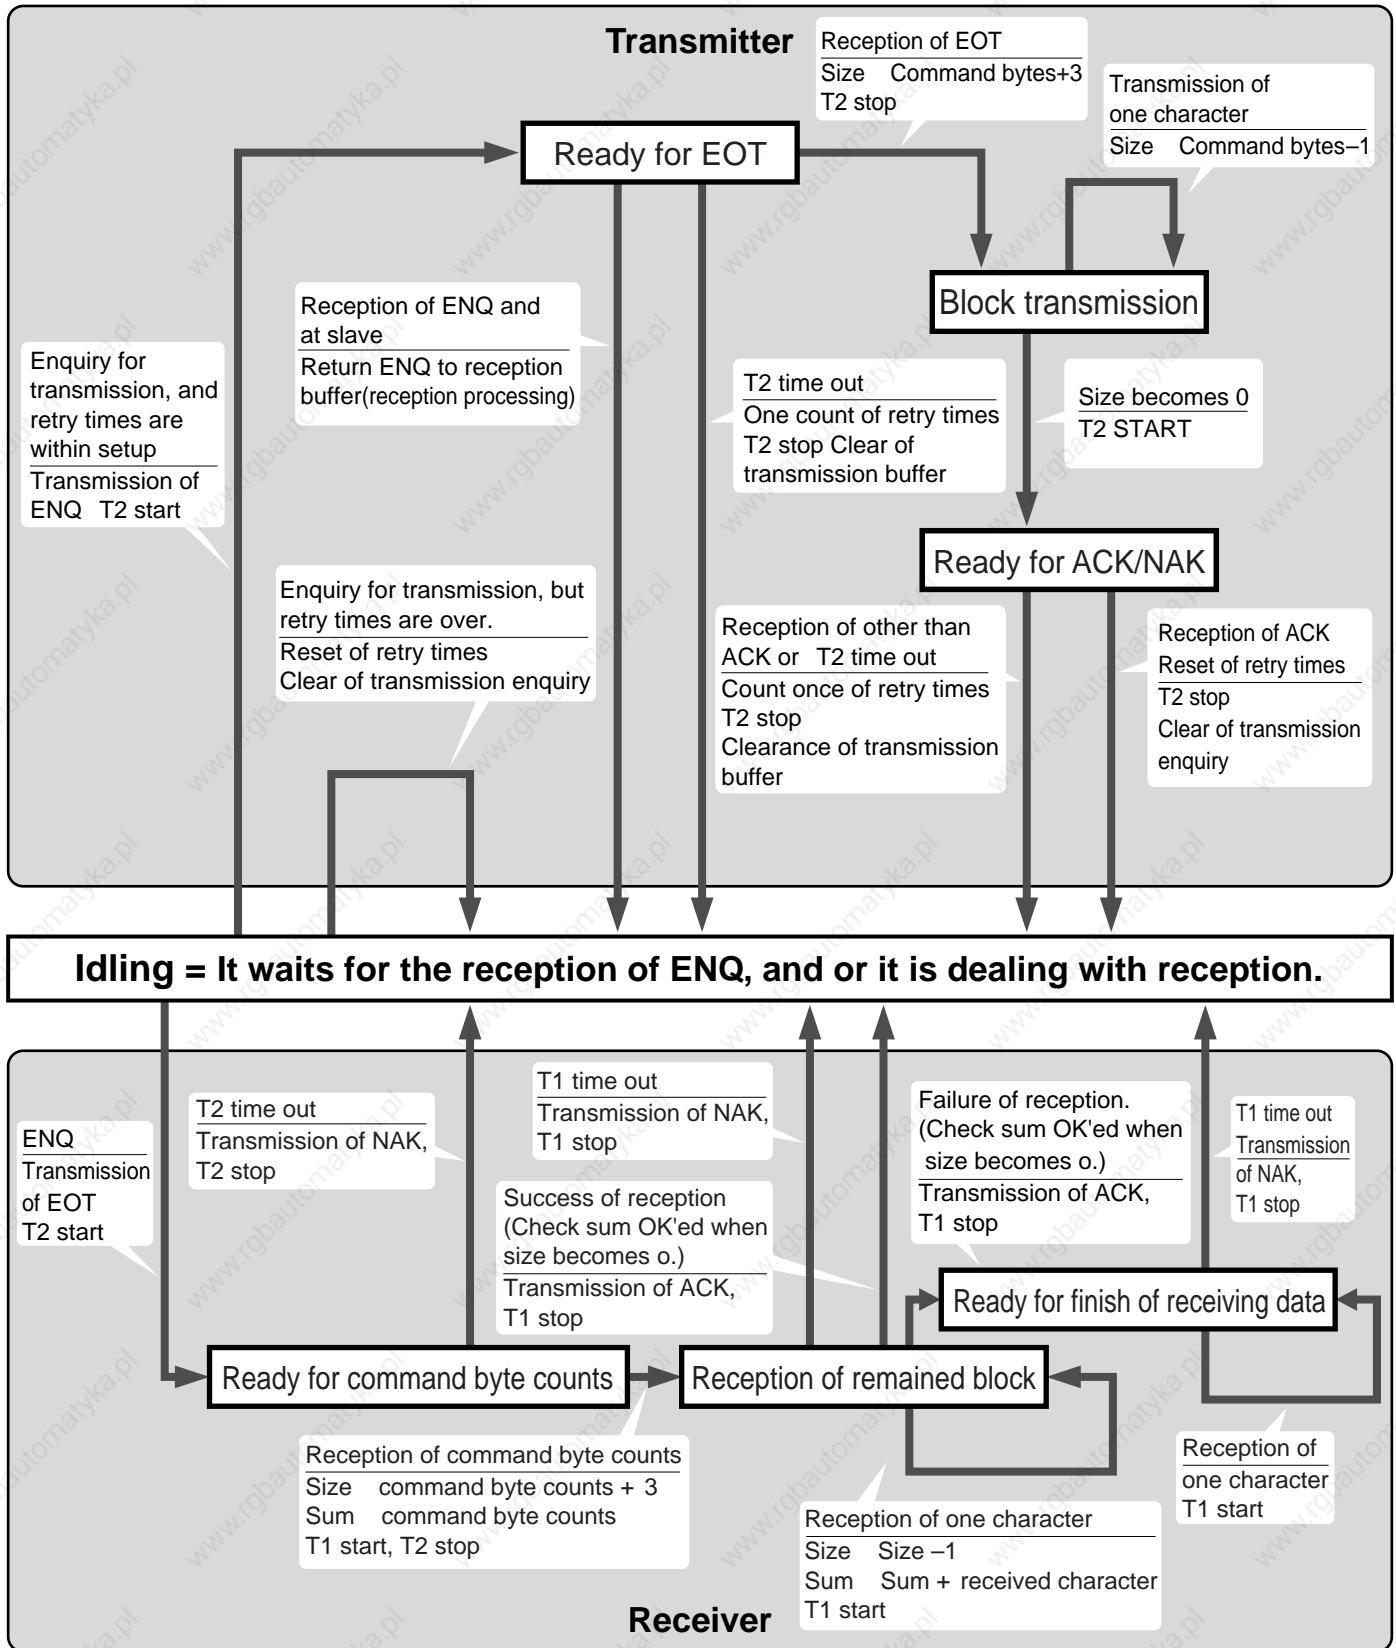 Transmitter
Reception of EOT
Size Command bytes+3
T2 stop
Transmission of
one character
Size Command bytes–1
Ready for EOT
Block transmission
Reception of ENQ and
at slave
Return ENQ to reception
buffer(reception processing)
Enquiry for
transmission, and
retry times are
within setup
Transmission of
ENQ T2 start
T2 time out
One count of retry times
T2 stop Clear of
transmission buffer
Size becomes 0
T2 START
Ready for ACK/NAK
Enquiry for transmission, but
retry times are over.
Reset of retry times
Clear of transmission enquiry
Reception of other than
ACK or T2 time out
Count once of retry times
T2 stop
Clearance of transmission
buffer
Reception of ACK
Reset of retry times
T2 stop
Clear of transmission
enquiry
Idling = It waits for the reception of ENQ, and or it is dealing with reception.
ENQ
Transmission
of EOT
T2 start
T2 time out
Transmission of NAK,
T2 stop
T1 time out
Transmission of NAK,
T1 stop
Success of reception
(Check sum OK'ed when
size becomes o.)
Transmission of ACK,
T1 stop
Failure of reception.
(Check sum OK'ed when
size becomes o.)
Transmission of ACK,
T1 stop
T1 time out
Transmission
of NAK,
T1 stop
Ready for finish of receiving data
Ready for command byte counts
Reception of remained block
Reception of command byte counts
Size command byte counts + 3
Sum command byte counts
T1 start, T2 stop
Reception of one character
Size Size –1
Sum Sum + received character
T1 start
Reception of
one character
T1 start
Receiver
www.rgbautomatyka.pl